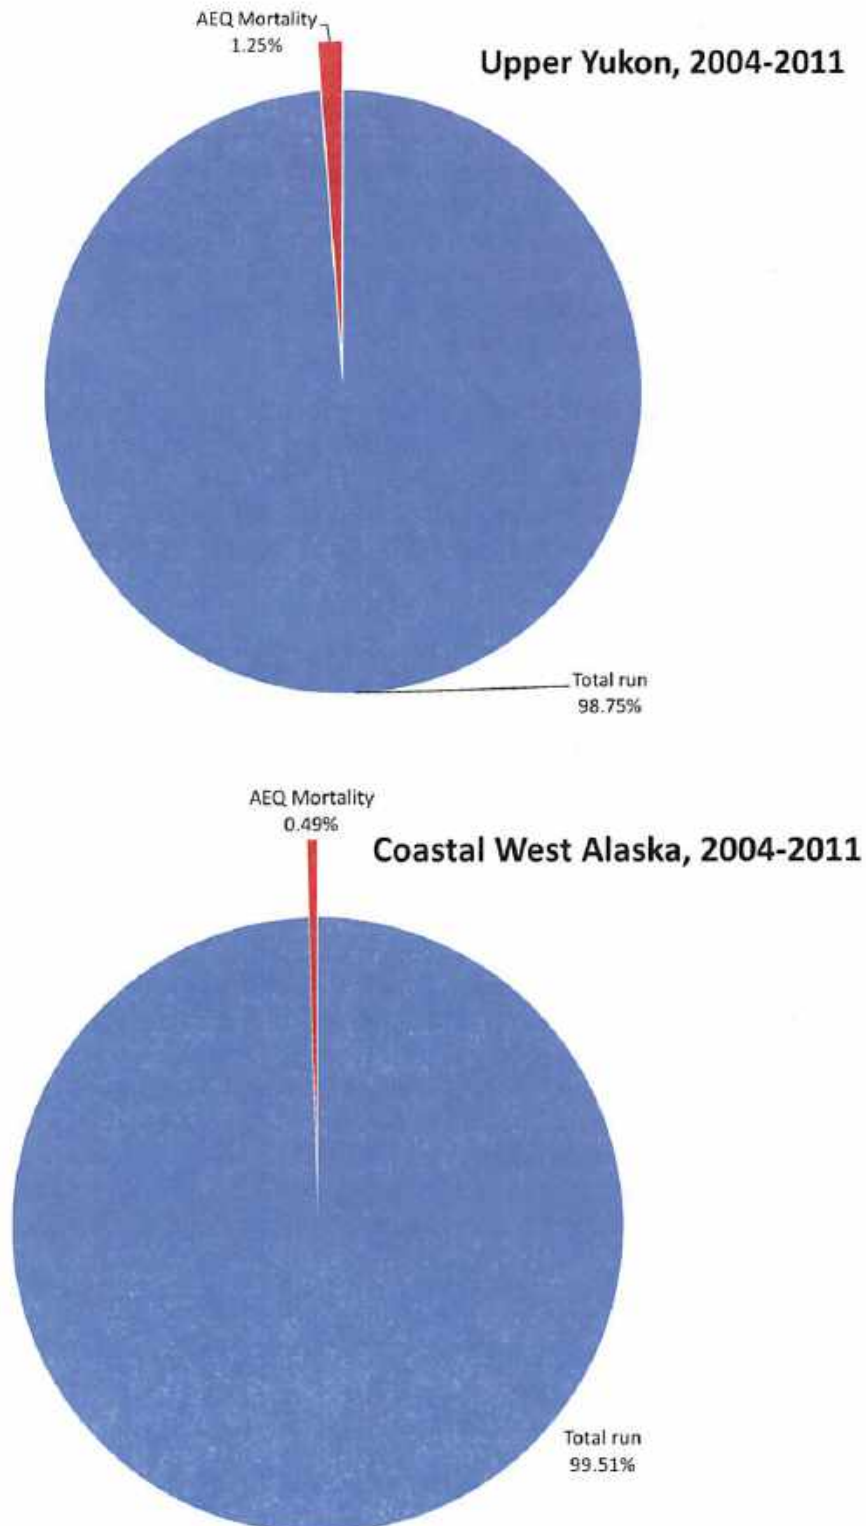 AEQ Mortality
1.25%
Upper Yukon, 2004-2011
Total run
98.75%
AEQ Mortality
0.49%
Coastal West Alaska, 2004-2011
Total run
99.51%